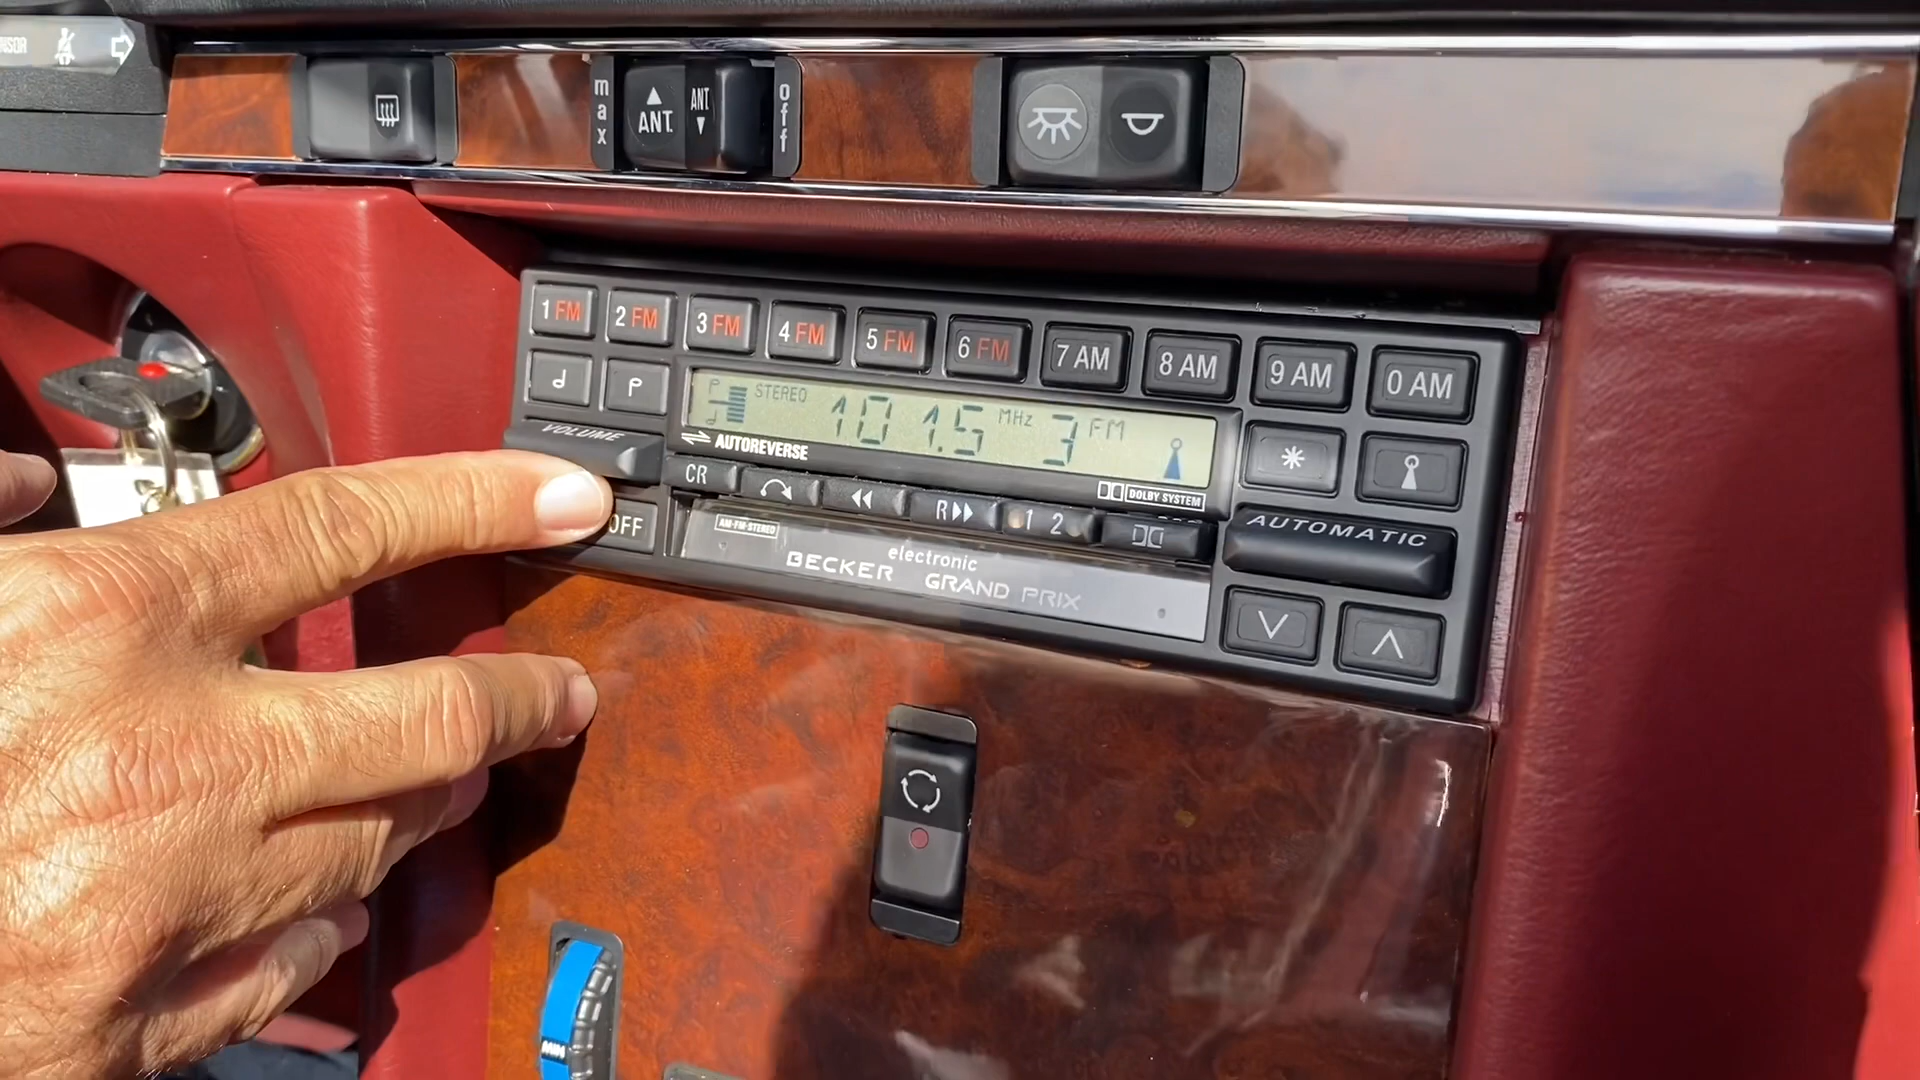 NSOR
max
ANT.
ANT
Off
1 FM
2 FM
3 FM
4 FM
5 FM
6 FM
7 AM
8 AM
9 AM
0 AM
STEREO 101.5 MHz 3 FM
VOLUME
AUTOREVERSE
DOLBY SYSTEM
CR
R
1 2
OFF
AM-FM-STEREO
electronic
BECKER GRAND PRIX
AUTOMATIC
MIN